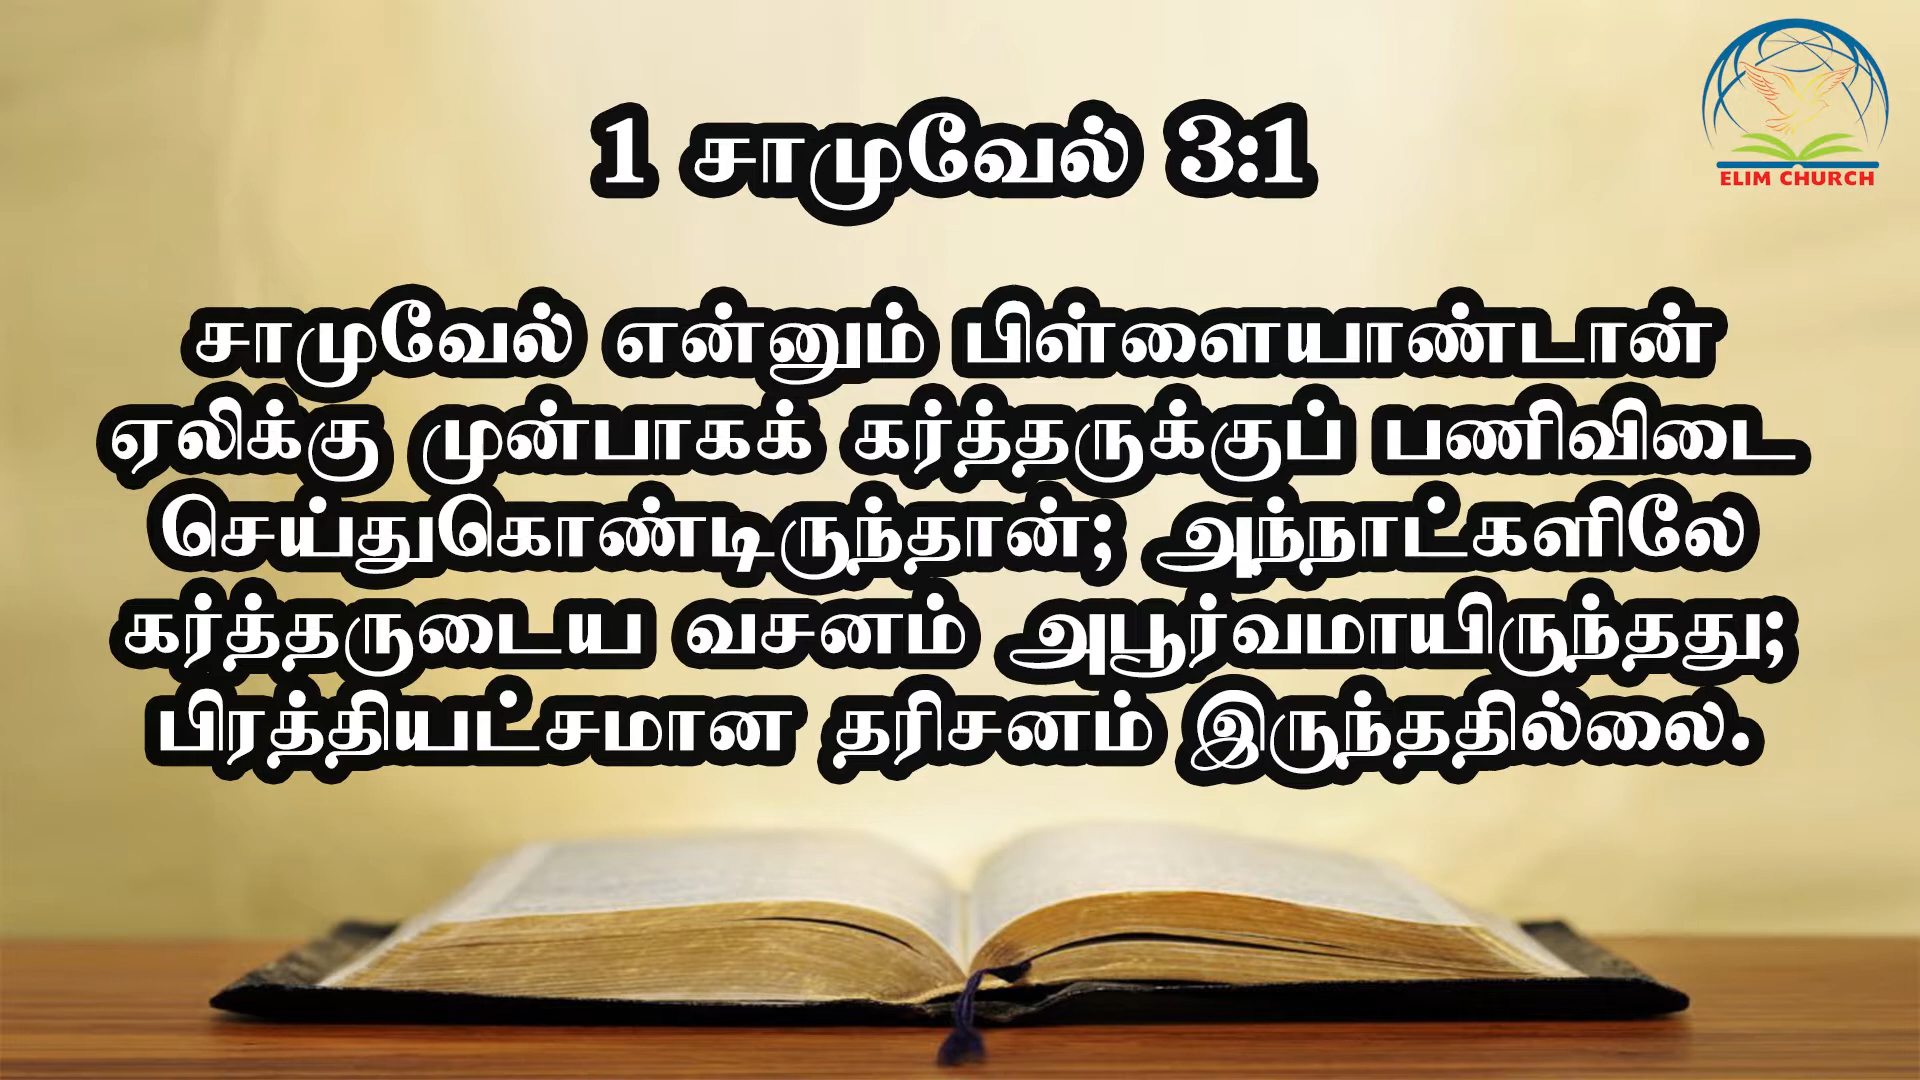 1 சாமுவேல் 3:1
ELIM CHURCH
சாமுவேல் என்னும் பிள்ளையாண்டான்
ஏலிக்கு முன்பாகக் கர்த்தருக்குப் பணிவிடை
செய்துகொண்டிருந்தான்; அந்நாட்களிலே
கர்த்தருடைய வசனம் அபூர்வமாயிருந்தது;
பிரத்தியட்சமான தரிசனம் இருந்ததில்லை.